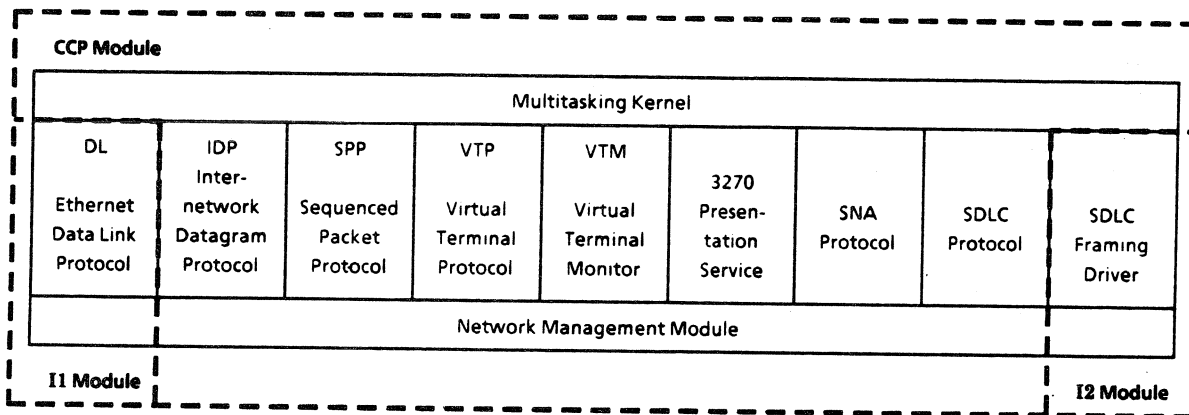 CCP Module
Multitasking Kernel
DL
Ethernet
Data Link
Protocol
IDP
Inter-
network
Datagram
Protocol
SPP
Sequenced
Packet
Protocol
VTP
Virtual
Terminal
Protocol
VTM
Virtual
Terminal
Monitor
3270
Presen-
tation
Service
SNA
Protocol
SDLC
Protocol
SDLC
Framing
Driver
Network Management Module
I1 Module
I2 Module